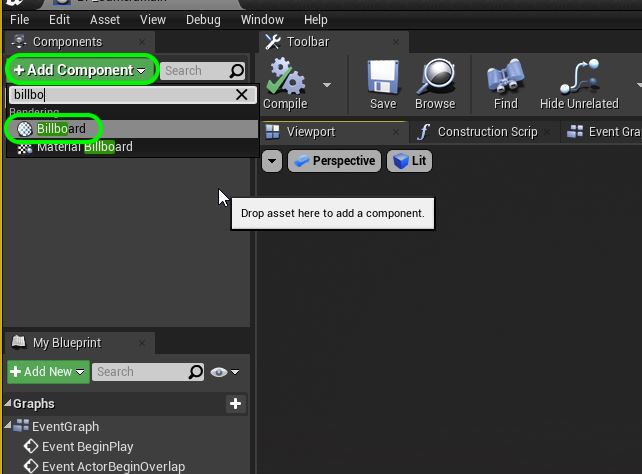 File Edit Asset View Debug Window Help
Components
Toolbar
+ Add Component
Search
billbo
Rendering
Billboard
Material Billboard
Compile Save Browse Find Hide Unrelated
Viewport Construction Scrip Event Gra
Perspective Lit
Drop asset here to add a component.
My Blueprint
+ Add New
Search
Graphs
EventGraph
Event BeginPlay
Event ActorBeginOverlap